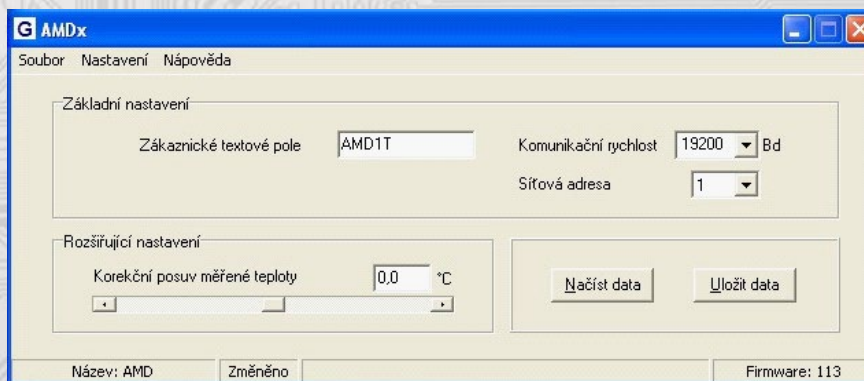 G AMDx
Soubor Nastavení Nápověda
Základní nastavení
Zákaznické textové pole AMD1T Komunikační rychlost 19200 Bd
Síťová adresa 1
Rozšiřující nastavení
Korekční posuv měřené teploty 0,0 °C
Načíst data Uložit data
Název: AMD Změněno Firmware: 113